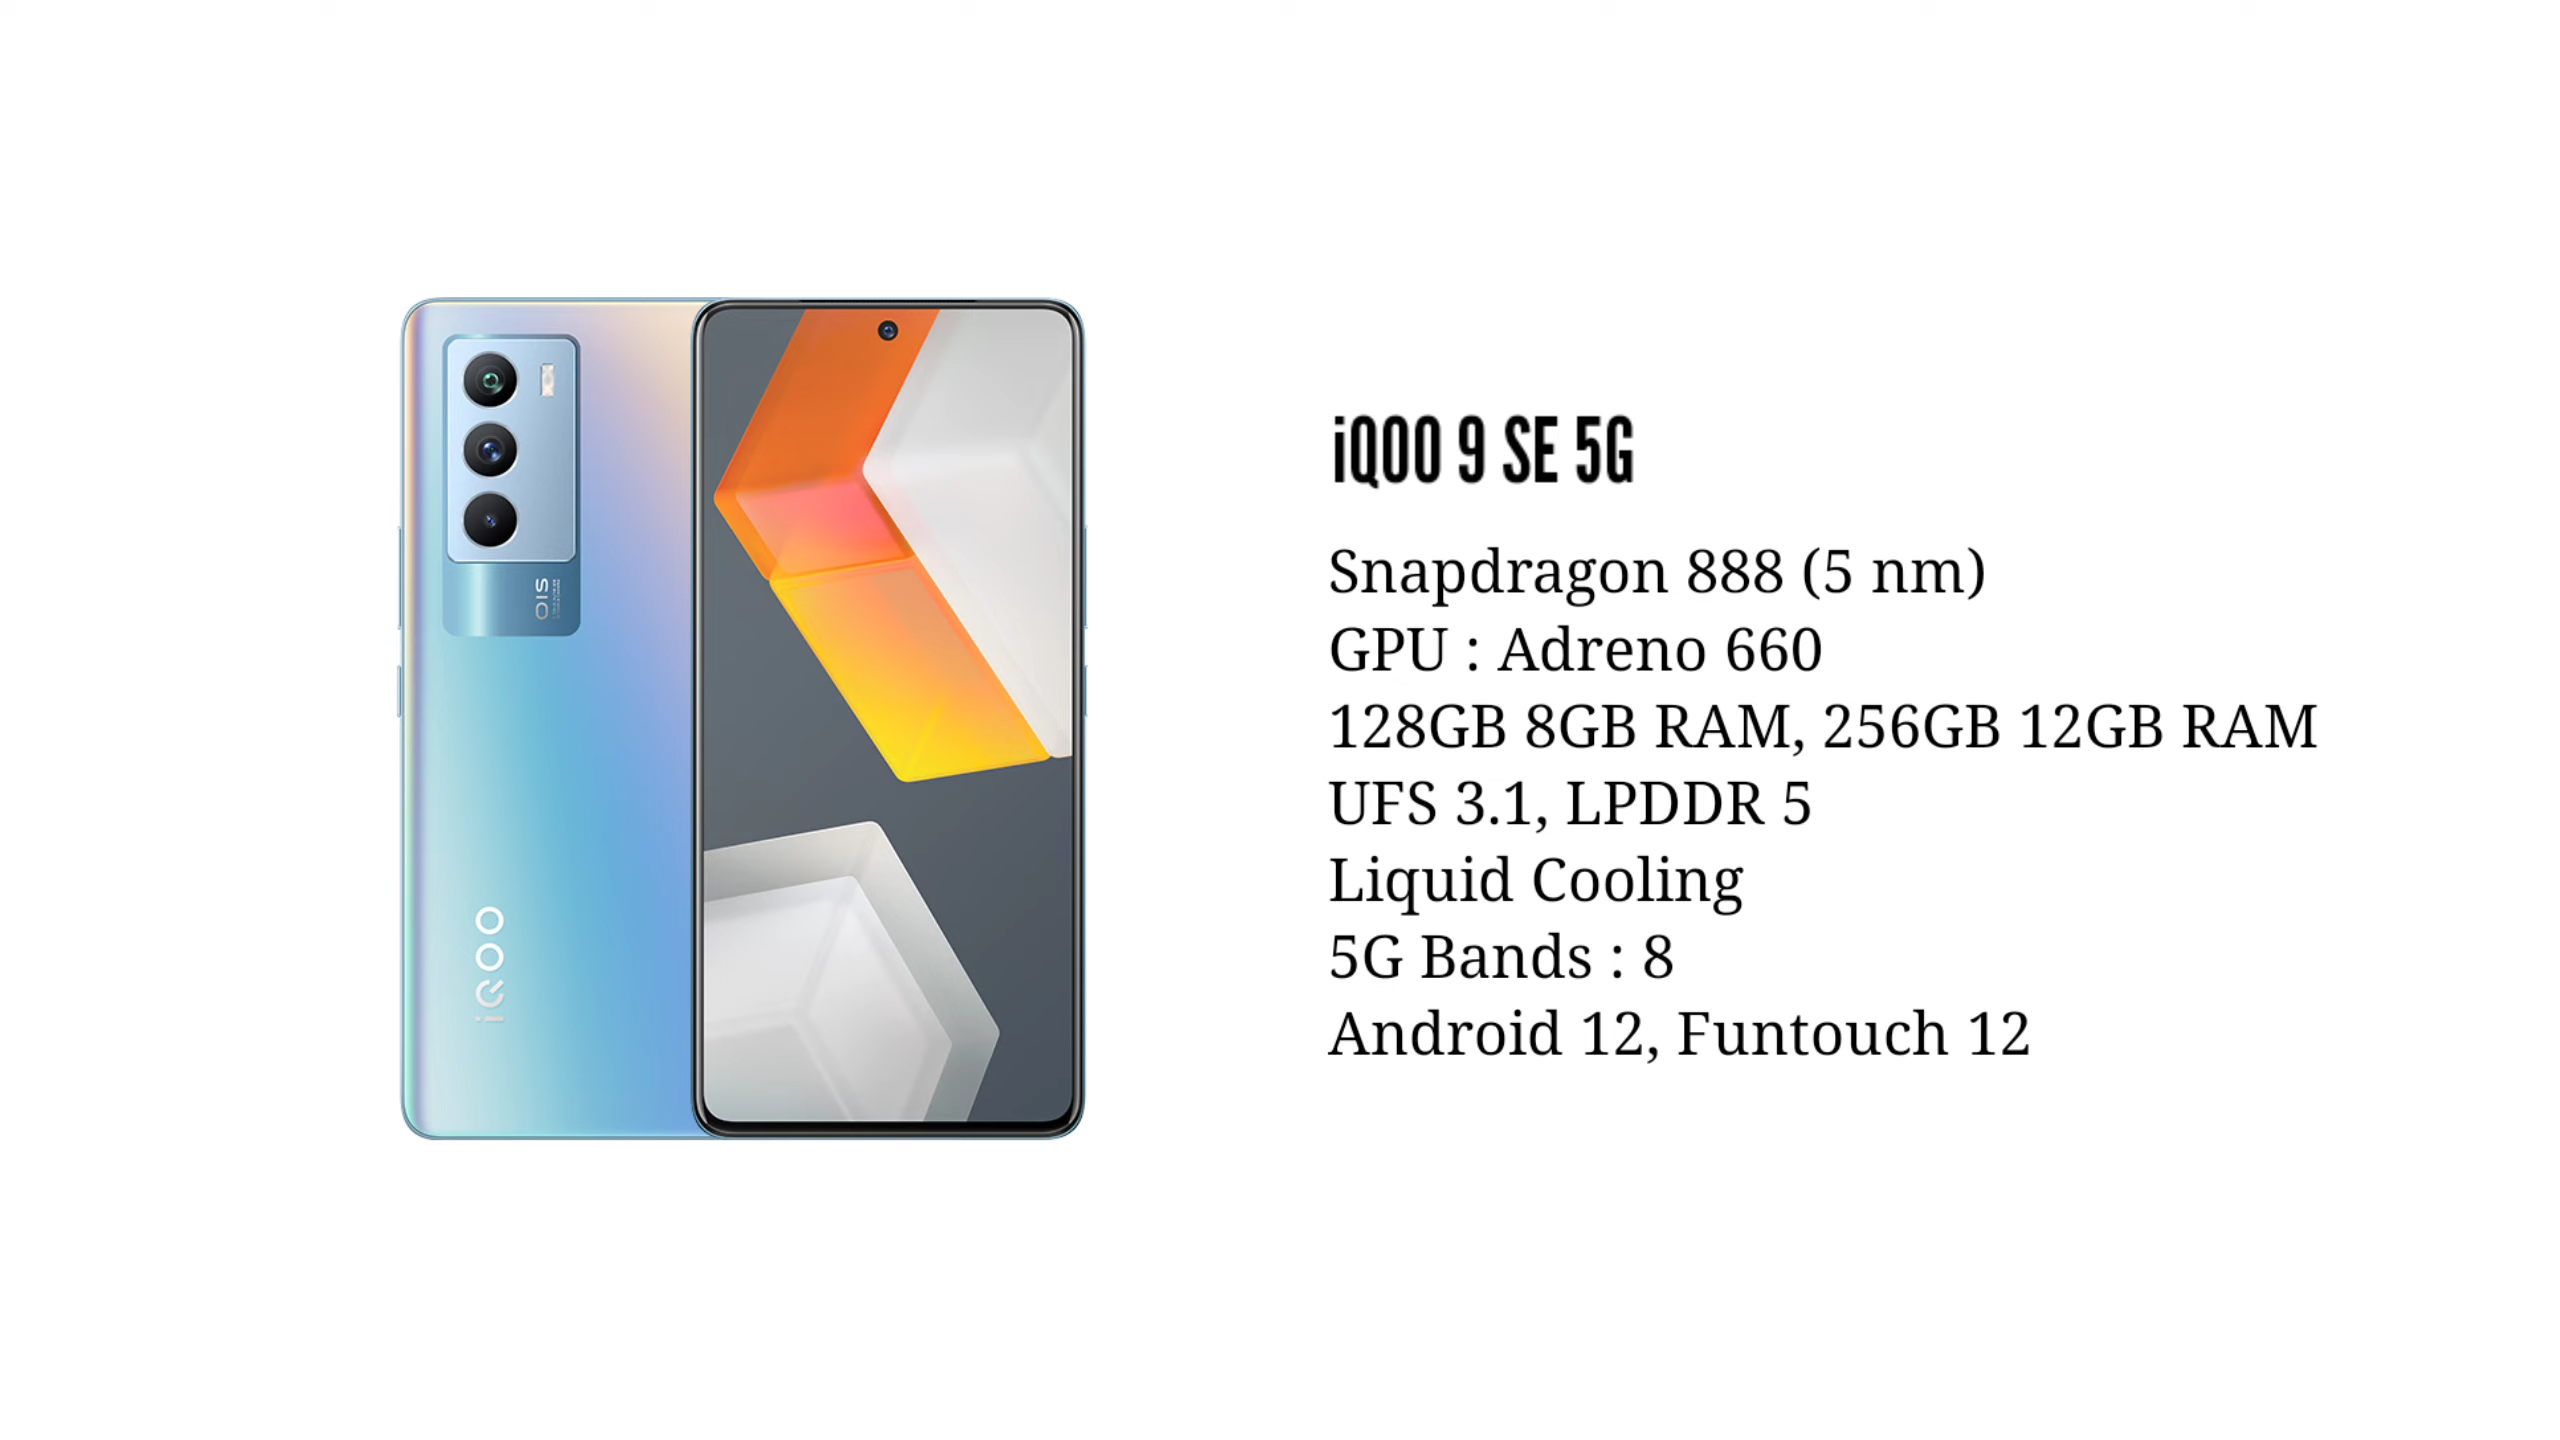 OIS
iQOO
iQOO 9 SE 5G
Snapdragon 888 (5 nm)
GPU : Adreno 660
128GB 8GB RAM, 256GB 12GB RAM
UFS 3.1, LPDDR 5
Liquid Cooling
5G Bands : 8
Android 12, Funtouch 12